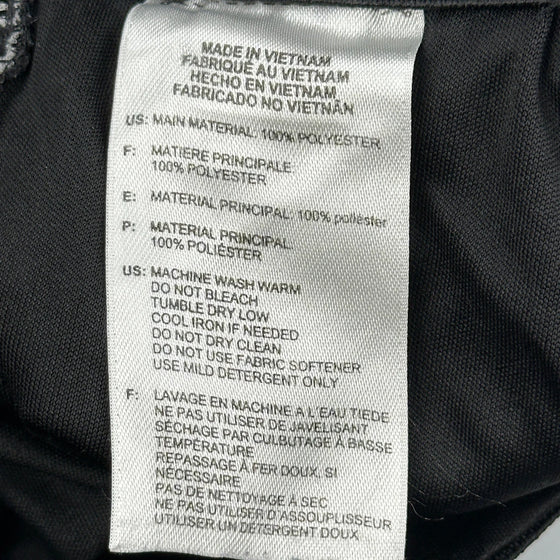 MADE IN VIETNAM
FABRIQUÉ AU VIETNAM
HECHO EN VIETNAM
FABRICADO NO VIETNÂN
US: MAIN MATERIAL: 100% POLYESTER
F: MATIERE PRINCIPALE:
100% POLYESTER
E: MATERIAL PRINCIPAL: 100% poliéster
P: MATERIAL PRINCIPAL:
100% POLIÉSTER
US: MACHINE WASH WARM
DO NOT BLEACH
TUMBLE DRY LOW
COOL IRON IF NEEDED
DO NOT DRY CLEAN
DO NOT USE FABRIC SOFTENER
USE MILD DETERGENT ONLY
F: LAVAGE EN MACHINE A L'EAU TIEDE
NE PAS UTILISER DE JAVELISANT
SÉCHAGE PAR CULBUTAGE À BASSE
TEMPÉRATURE
REPASSAGE À FER DOUX, SI
NÉCESSAIRE
PAS DE NETTOYAGE À SEC
NE PAS UTILISER D'ASSOUPLISSEUR
UTILISER UN DÉTERGENT DOUX